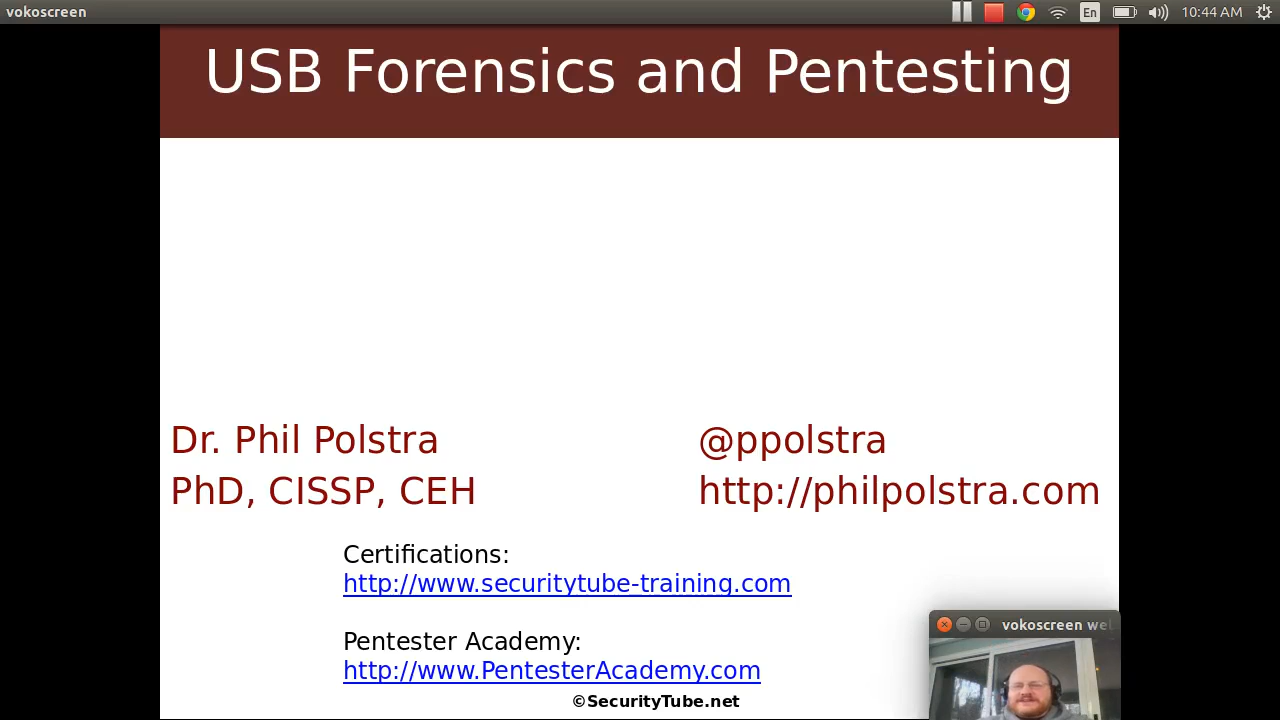 vokoscreen
En
10:44 AM
USB Forensics and Pentesting
Dr. Phil Polstra
@ppolstra
PhD, CISSP, CEH
http://philpolstra.com
Certifications:
http://www.securitytube-training.com
Pentester Academy:
http://www.PentesterAcademy.com
©SecurityTube.net
vokoscreen